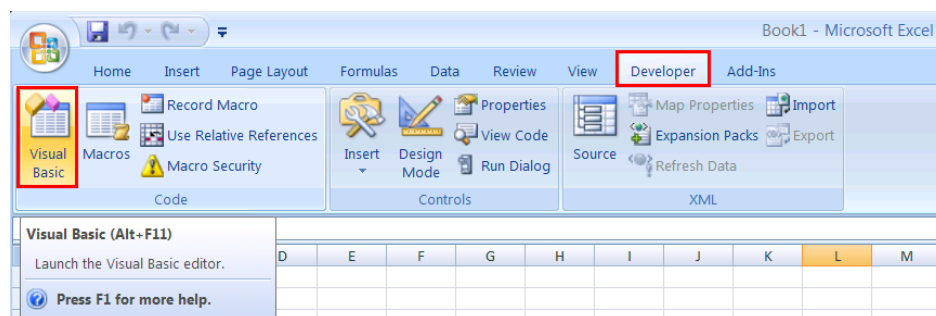 Book1 - Microsoft Excel
Home Insert Page Layout Formulas Data Review View Developer Add-Ins
Visual Basic
Macros
Record Macro
Use Relative References
Macro Security
Code
Insert
Design Mode
Properties
View Code
Run Dialog
Controls
Source
Map Properties
Expansion Packs
Refresh Data
Import
Export
XML
Visual Basic (Alt+F11)
Launch the Visual Basic editor.
Press F1 for more help.
D E F G H I J K L M